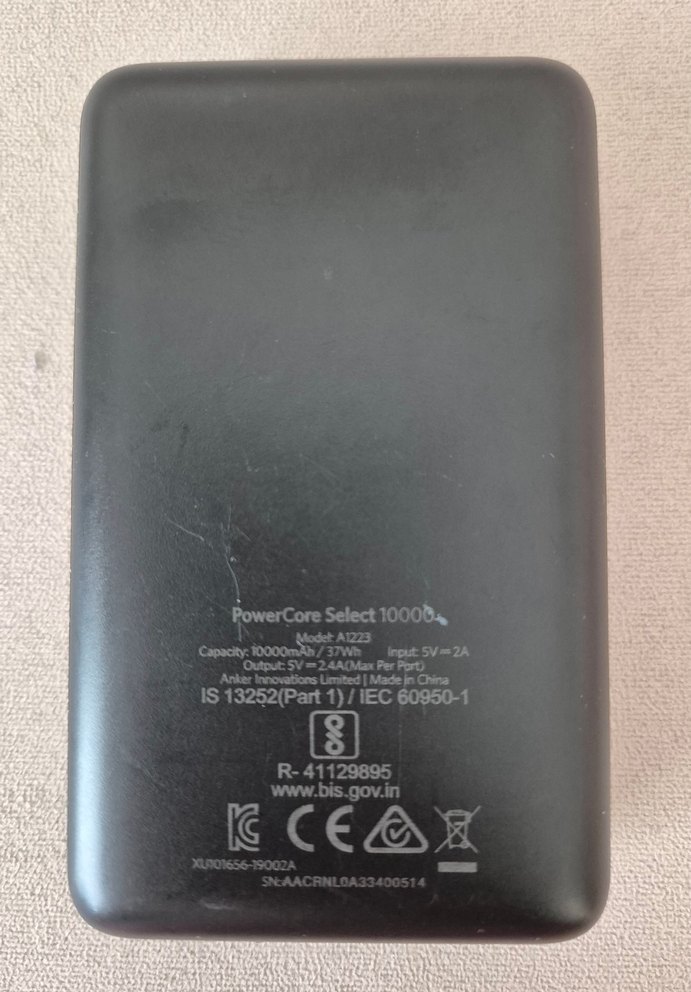 PowerCore Select 10000
Model: A1223
Capacity: 10000mAh / 37Wh Input: 5V ⎓ 2A
Output: 5V ⎓ 2.4A(Max Per Port)
Anker Innovations Limited | Made in China
IS 13252(Part 1) / IEC 60950-1
R- 41129895
www.bis.gov.in
CE
XU101656-19002A
SN:AACRNL0A33400514